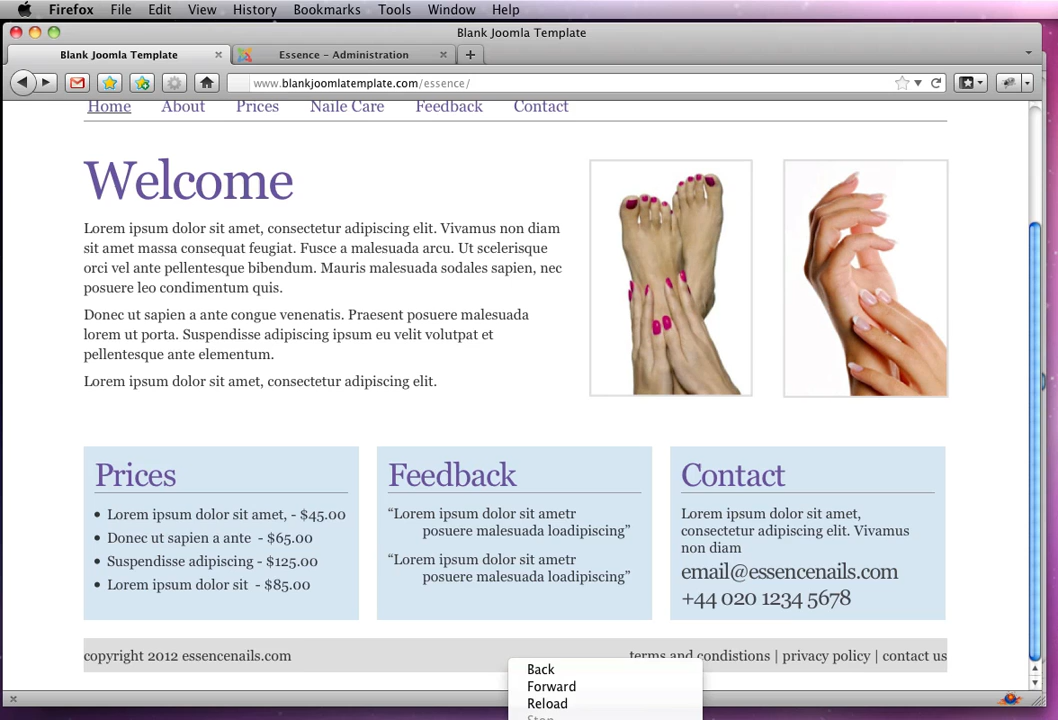 Firefox File Edit View History Bookmarks Tools Window Help
Blank Joomla Template
Blank Joomla Template Essence – Administration
www.blankjoomlatemplate.com/essence/
Home About Prices Naile Care Feedback Contact
Welcome
Lorem ipsum dolor sit amet, consectetur adipiscing elit. Vivamus non diam
sit amet massa consequat feugiat. Fusce a malesuada arcu. Ut scelerisque
orci vel ante pellentesque bibendum. Mauris malesuada sodales sapien, nec
posuere leo condimentum quis.
Donec ut sapien a ante congue venenatis. Praesent posuere malesuada
lorem ut porta. Suspendisse adipiscing ipsum eu velit volutpat et
pellentesque ante elementum.
Lorem ipsum dolor sit amet, consectetur adipiscing elit.
Prices
• Lorem ipsum dolor sit amet, - $45.00
• Donec ut sapien a ante - $65.00
• Suspendisse adipiscing - $125.00
• Lorem ipsum dolor sit - $85.00
Feedback
“Lorem ipsum dolor sit ametr
posuere malesuada loadipiscing”
“Lorem ipsum dolor sit ametr
posuere malesuada loadipiscing”
Contact
Lorem ipsum dolor sit amet,
consectetur adipiscing elit. Vivamus
non diam
email@essencenails.com
+44 020 1234 5678
copyright 2012 essencenails.com
terms and condistions | privacy policy | contact us
Back
Forward
Reload
Stop